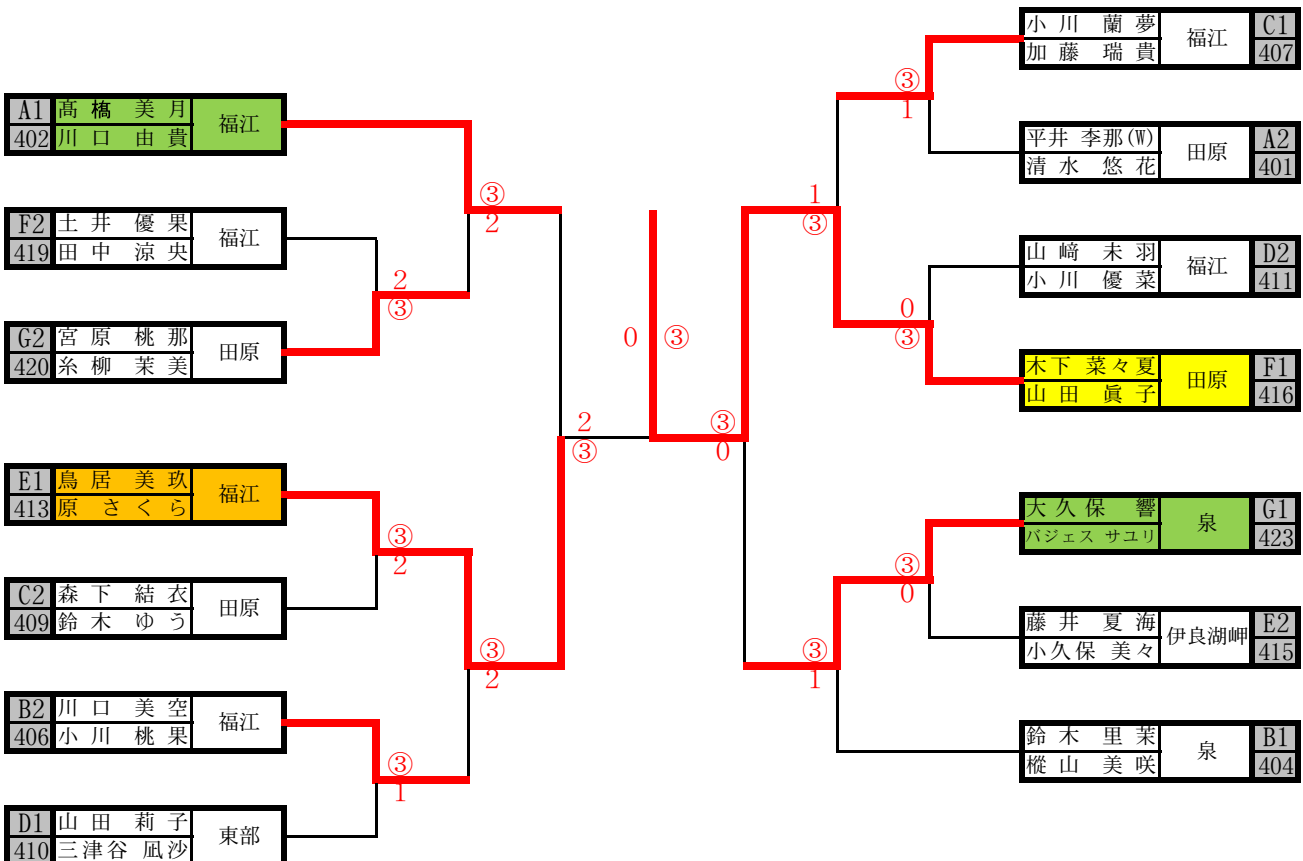 A1 髙橋 美月 福江
402 川口 由貴
③
2
F2 土井 優果 福江
419 田中 涼央
2
③
G2 宮原 桃那 田原
420 糸柳 茉美
2
③
E1 鳥居 美玖 福江
413 原 さくら
③
2
C2 森下 結衣 田原
409 鈴木 ゆう
③
2
B2 川口 美空 福江
406 小川 桃果
③
1
D1 山田 莉子 東部
410 三津谷 凪沙
0 ③
小川 蘭夢 福江 C1
加藤 瑞貴 407
③
1
平井 李那(W) 田原 A2
清水 悠花 401
1
③
山﨑 未羽 福江 D2
小川 優菜 411
0
③
木下 菜々夏 田原 F1
山田 眞子 416
③
0
大久保 響 泉 G1
バジェス サユリ 423
③
0
藤井 夏海 伊良湖岬 E2
小久保 美々 415
③
1
鈴木 里茉 泉 B1
樅山 美咲 404